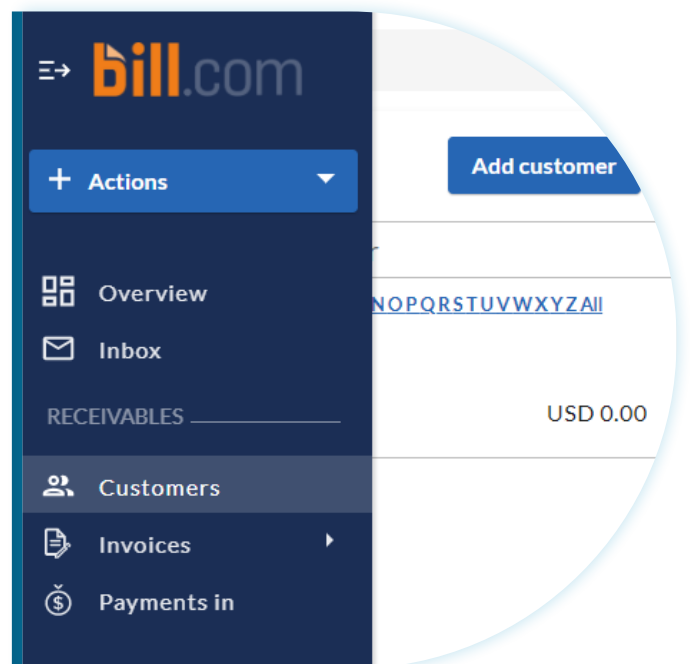 bill.com
+ Actions
Add customer
Overview
NOPQRSTUVWXYZAll
Inbox
RECEIVABLES
USD 0.00
Customers
Invoices
Payments in